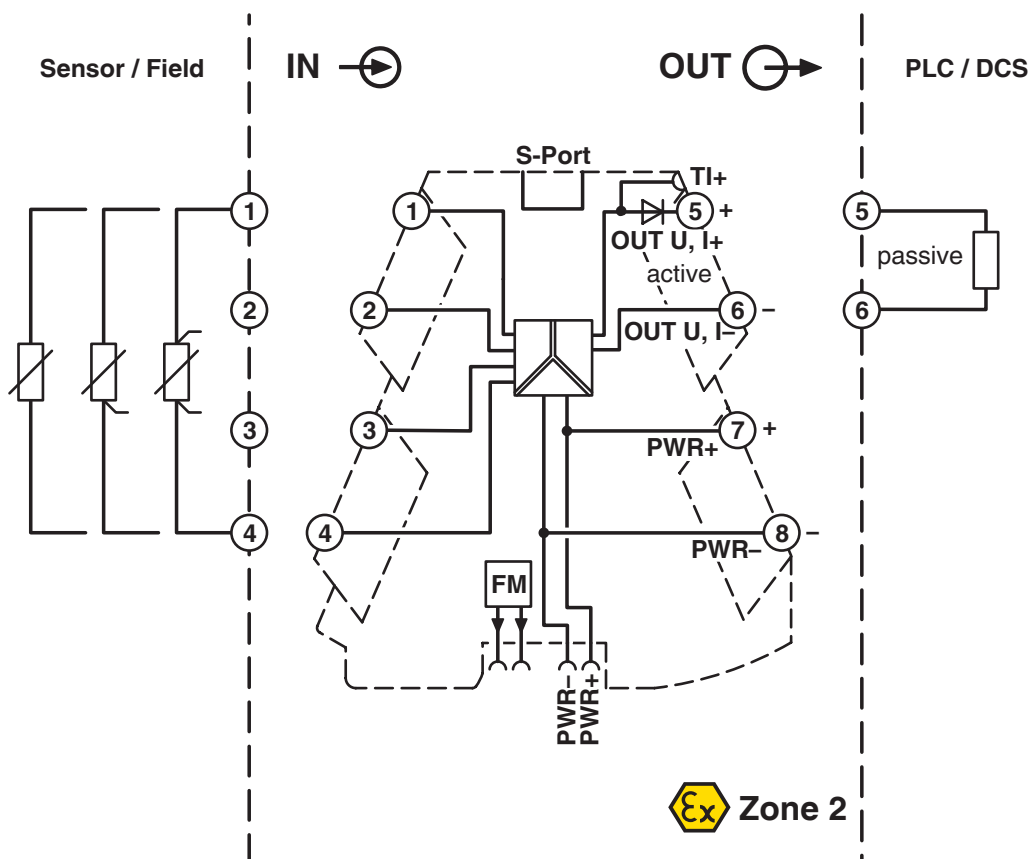 Sensor / Field
IN
OUT
PLC / DCS
S-Port
TI+
1
1
5
+
5
OUT U, I+
active
passive
2
2
6
–
6
OUT U, I–
3
3
7
+
PWR+
4
4
8
–
PWR–
FM
PWR–
PWR+
Ex
Zone 2